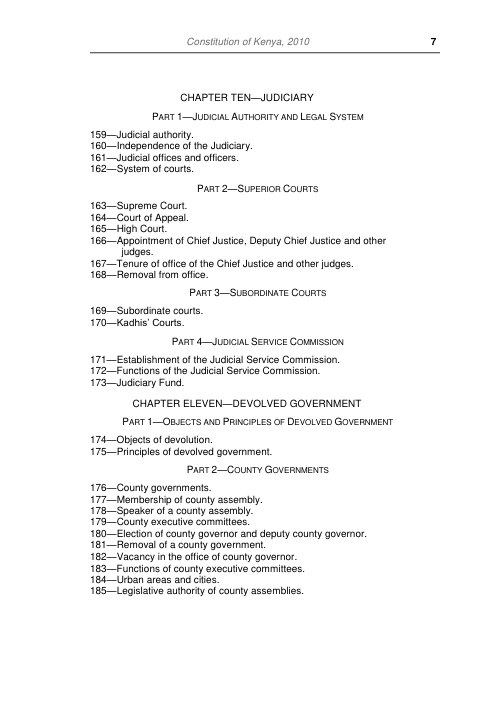 Constitution of Kenya, 2010 7
CHAPTER TEN—JUDICIARY
PART 1—JUDICIAL AUTHORITY AND LEGAL SYSTEM
159—Judicial authority.
160—Independence of the Judiciary.
161—Judicial offices and officers.
162—System of courts.
PART 2—SUPERIOR COURTS
163—Supreme Court.
164—Court of Appeal.
165—High Court.
166—Appointment of Chief Justice, Deputy Chief Justice and other
judges.
167—Tenure of office of the Chief Justice and other judges.
168—Removal from office.
PART 3—SUBORDINATE COURTS
169—Subordinate courts.
170—Kadhis' Courts.
PART 4—JUDICIAL SERVICE COMMISSION
171—Establishment of the Judicial Service Commission.
172—Functions of the Judicial Service Commission.
173—Judiciary Fund.
CHAPTER ELEVEN—DEVOLVED GOVERNMENT
PART 1—OBJECTS AND PRINCIPLES OF DEVOLVED GOVERNMENT
174—Objects of devolution.
175—Principles of devolved government.
PART 2—COUNTY GOVERNMENTS
176—County governments.
177—Membership of county assembly.
178—Speaker of a county assembly.
179—County executive committees.
180—Election of county governor and deputy county governor.
181—Removal of a county government.
182—Vacancy in the office of county governor.
183—Functions of county executive committees.
184—Urban areas and cities.
185—Legislative authority of county assemblies.